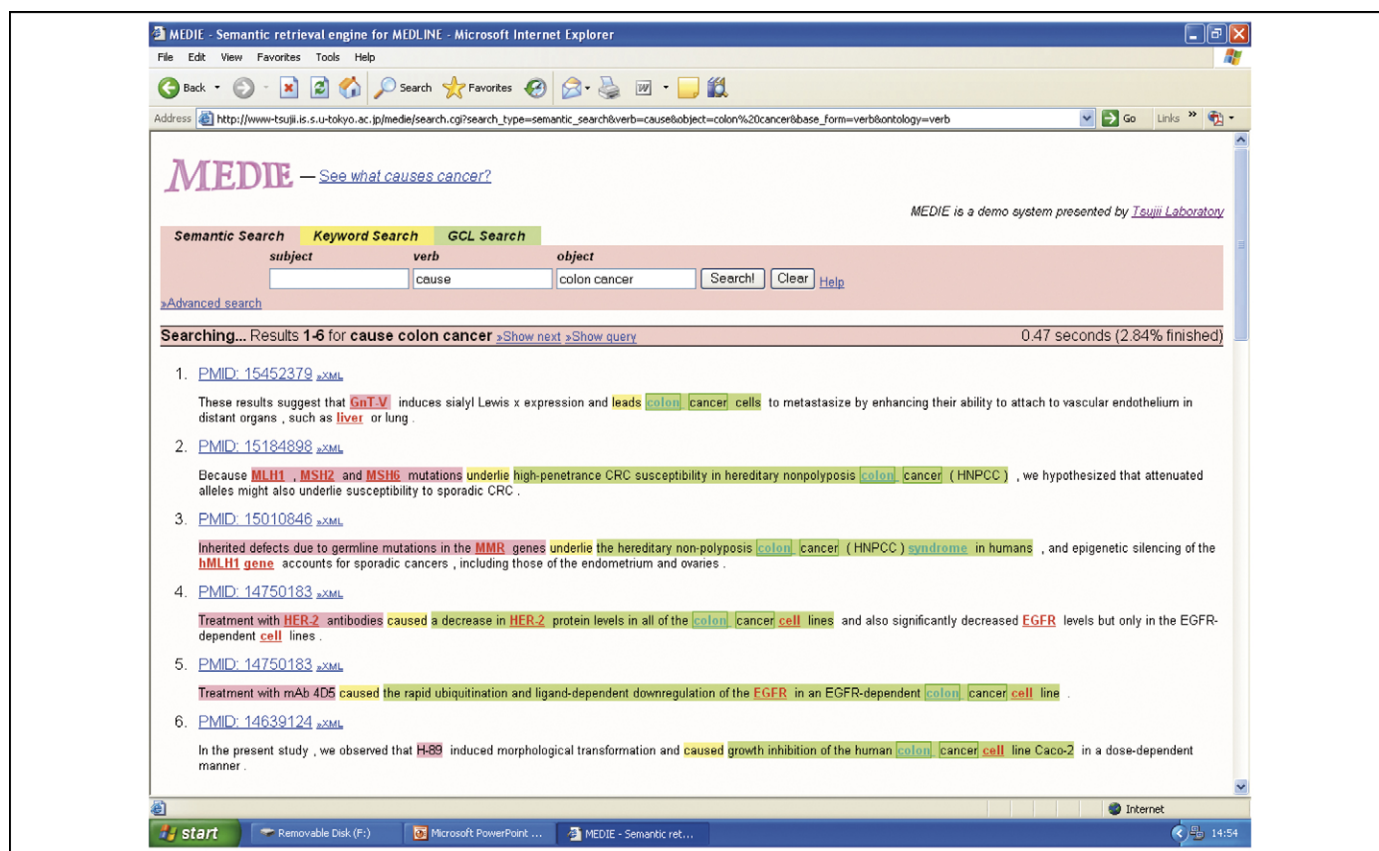 MEDIE - Semantic retrieval engine for MEDLINE - Microsoft Internet Explorer
File Edit View Favorites Tools Help
Back Search Favorites
Address http://www-tsujii.is.s.u-tokyo.ac.jp/medie/search.cgi?search_type=semantic_search&verb=cause&object=colon%20cancer&base_form=verb&ontology=verb Go Links »
MEDIE — See what causes cancer?
MEDIE is a demo system presented by Tsujii Laboratory
Semantic Search Keyword Search GCL Search
subject verb object
cause colon cancer Search! Clear Help
»Advanced search
Searching... Results 1-6 for cause colon cancer »Show next »Show query 0.47 seconds (2.84% finished)
1. PMID: 15452379 »XML
These results suggest that GnT-V induces sialyl Lewis x expression and leads colon cancer cells to metastasize by enhancing their ability to attach to vascular endothelium in
distant organs , such as liver or lung .
2. PMID: 15184898 »XML
Because MLH1 , MSH2 and MSH6 mutations underlie high-penetrance CRC susceptibility in hereditary nonpolyposis colon cancer ( HNPCC ) , we hypothesized that attenuated
alleles might also underlie susceptibility to sporadic CRC .
3. PMID: 15010846 »XML
Inherited defects due to germline mutations in the MMR genes underlie the hereditary non-polyposis colon cancer ( HNPCC ) syndrome in humans , and epigenetic silencing of the
hMLH1 gene accounts for sporadic cancers , including those of the endometrium and ovaries .
4. PMID: 14750183 »XML
Treatment with HER-2 antibodies caused a decrease in HER-2 protein levels in all of the colon cancer cell lines and also significantly decreased EGFR levels but only in the EGFR-
dependent cell lines .
5. PMID: 14750183 »XML
Treatment with mAb 4D5 caused the rapid ubiquitination and ligand-dependent downregulation of the EGFR in an EGFR-dependent colon cancer cell line .
6. PMID: 14639124 »XML
In the present study , we observed that H-89 induced morphological transformation and caused growth inhibition of the human colon cancer cell line Caco-2 in a dose-dependent
manner .
Internet
start Removable Disk (F:) Microsoft PowerPoint ... MEDIE - Semantic ret... 14:54